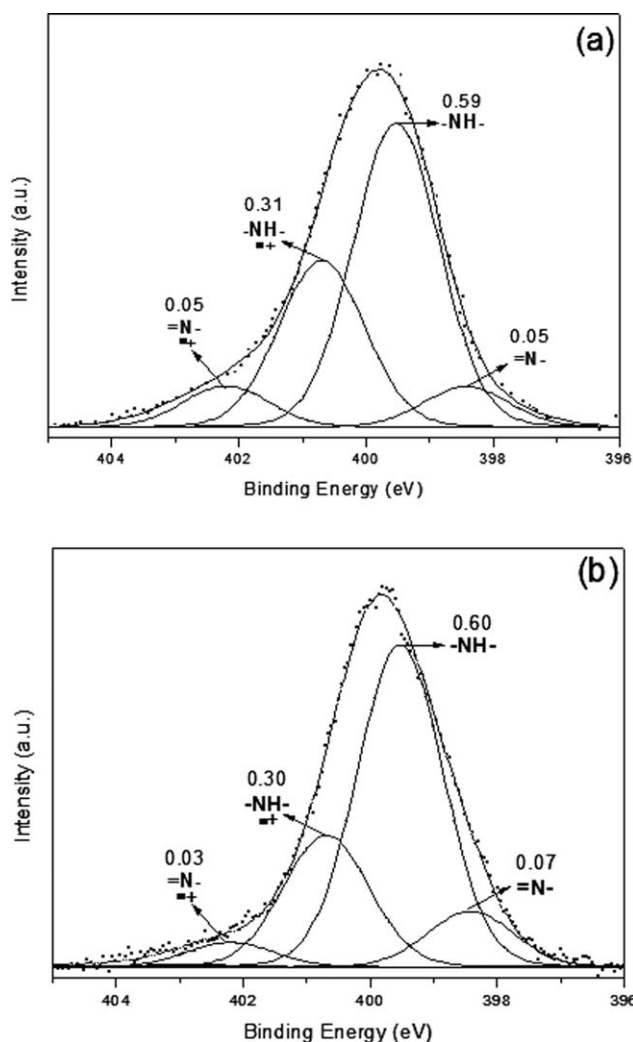 (a)
0.59
-NH-
0.31
-NH-
▪+
0.05
=N-
▪+
0.05
=N-
Intensity (a.u.)
404 402 400 398 396
Binding Energy (eV)
(b)
0.60
-NH-
0.30
-NH-
▪+
0.03
=N-
▪+
0.07
=N-
Intensity (a.u.)
404 402 400 398 396
Binding Energy (eV)